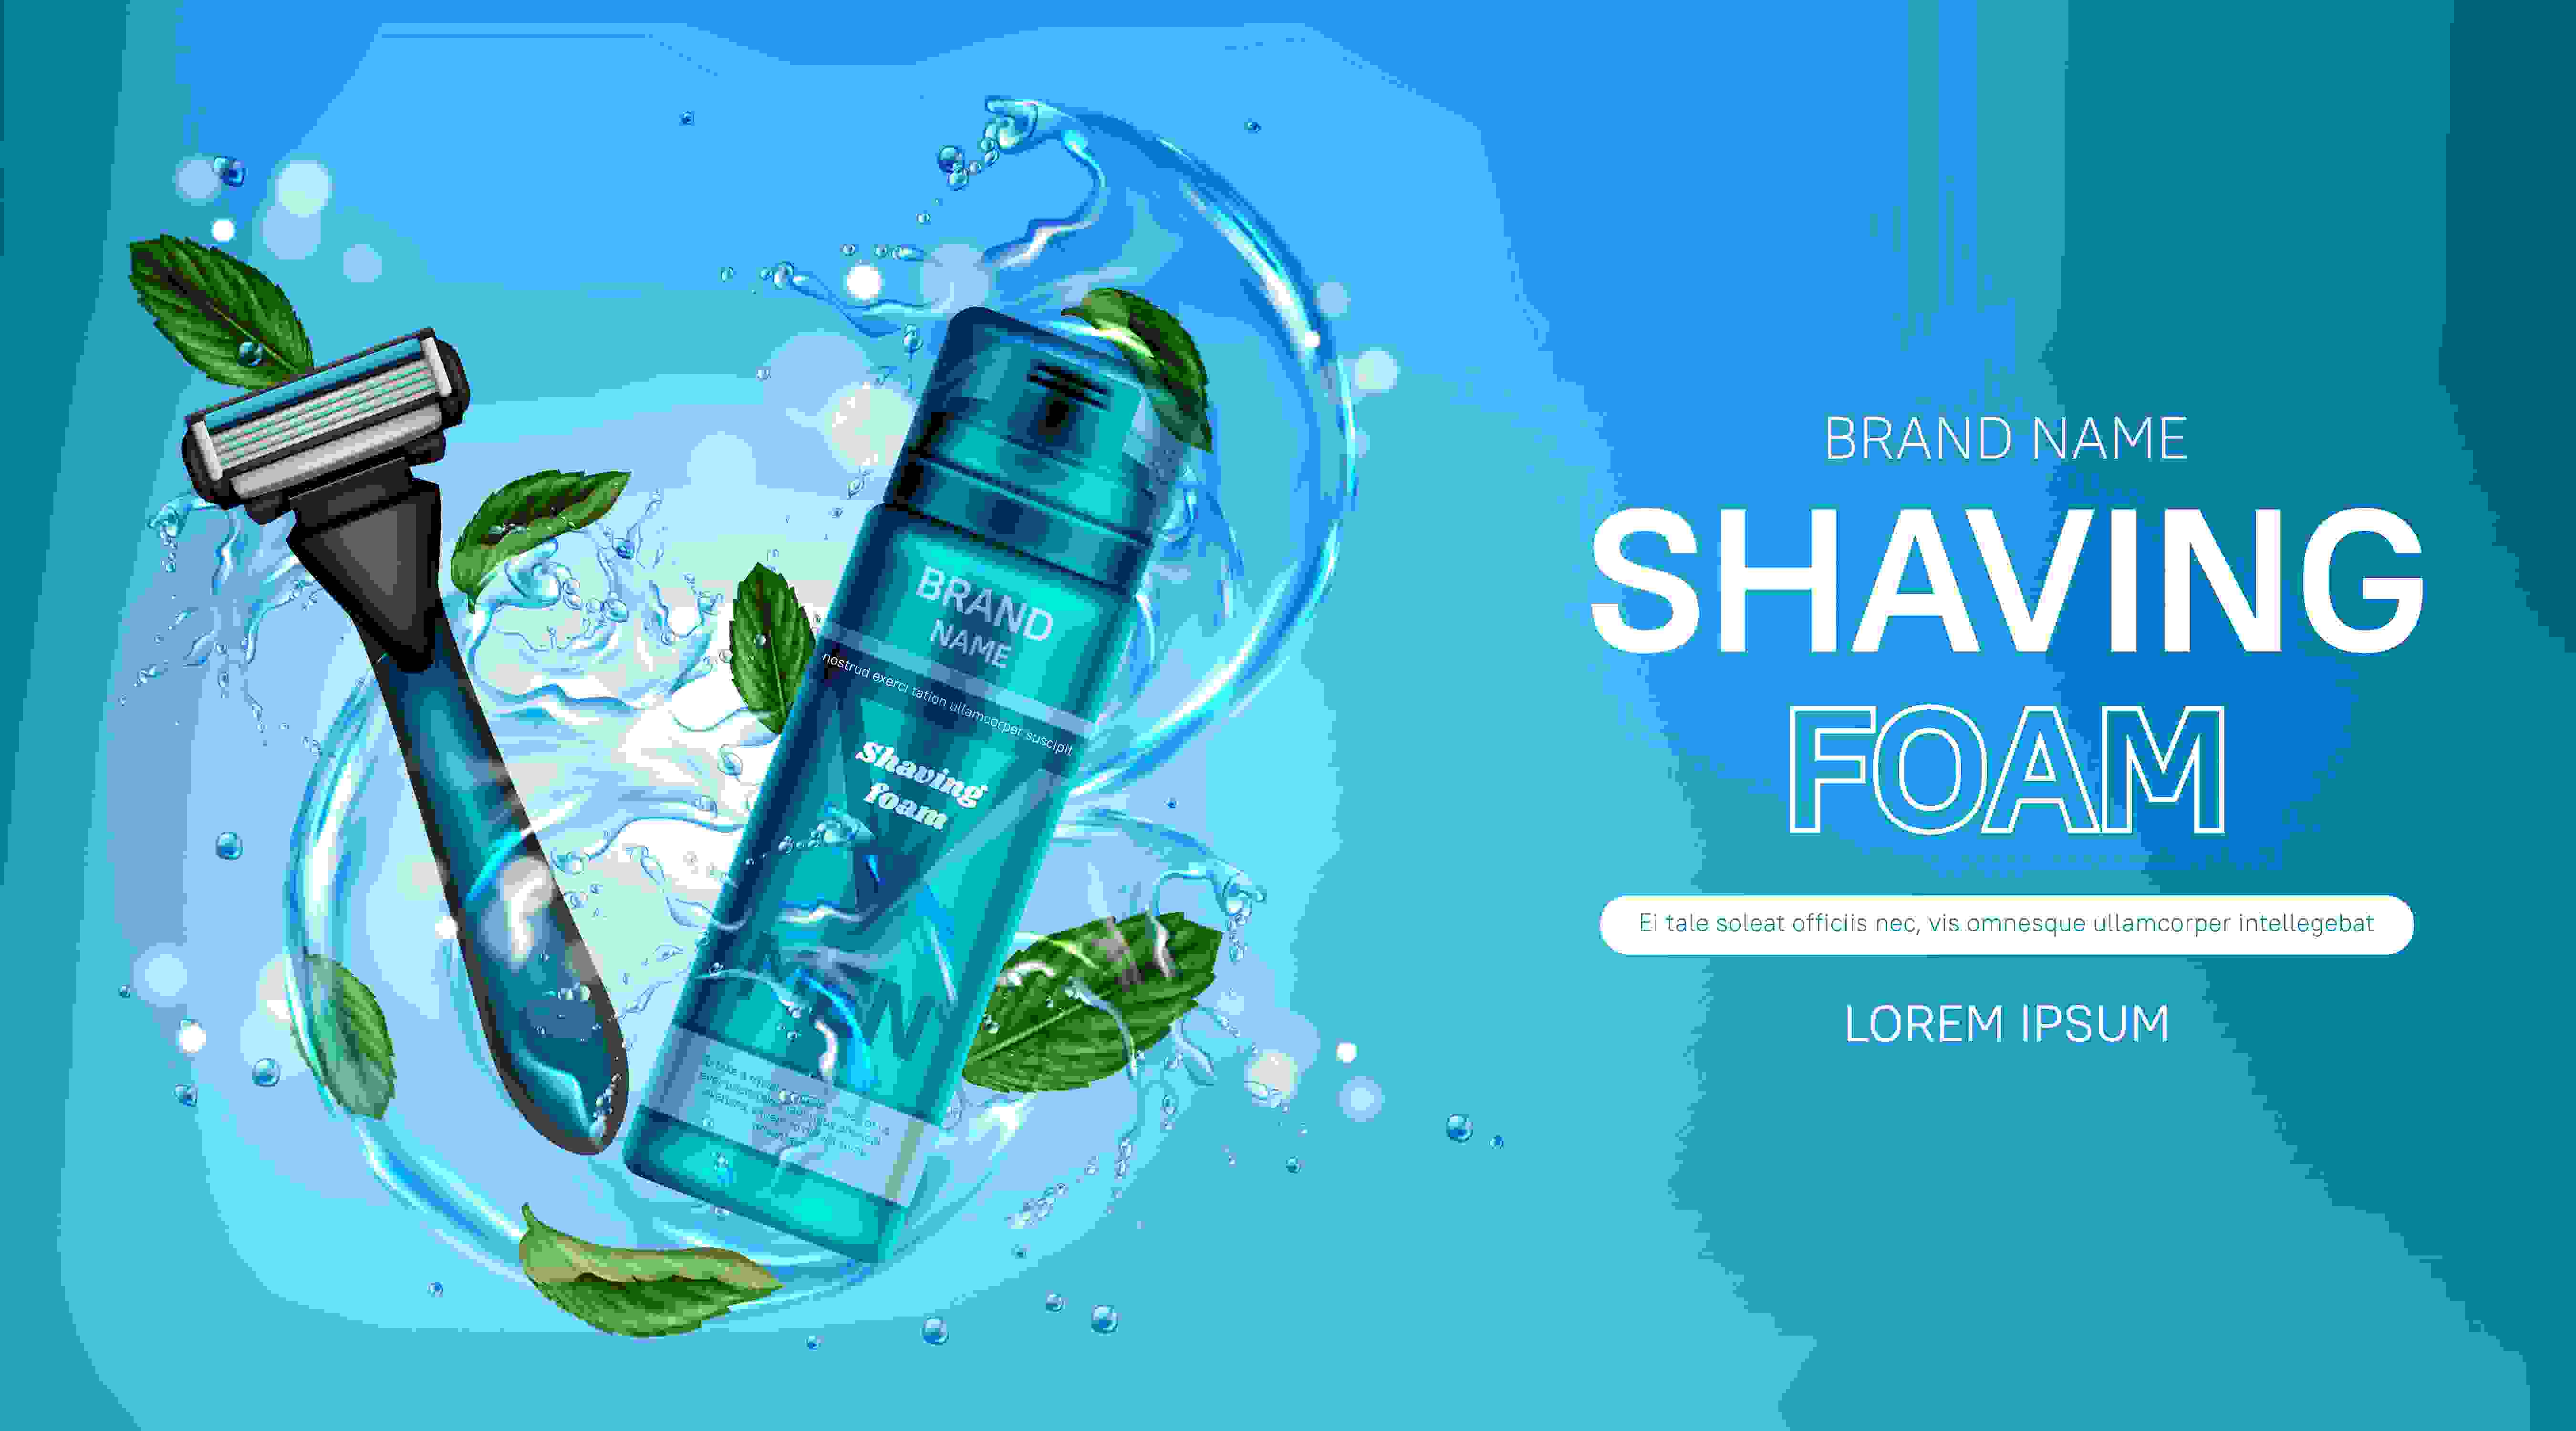 BRAND
NAME
nostrud exerci tation ullamcorper suscipit
Shaving
foam
BRAND NAME
SHAVING
FOAM
Ei tale soleat officiis nec, vis omnesque ullamcorper intellegebat
LOREM IPSUM